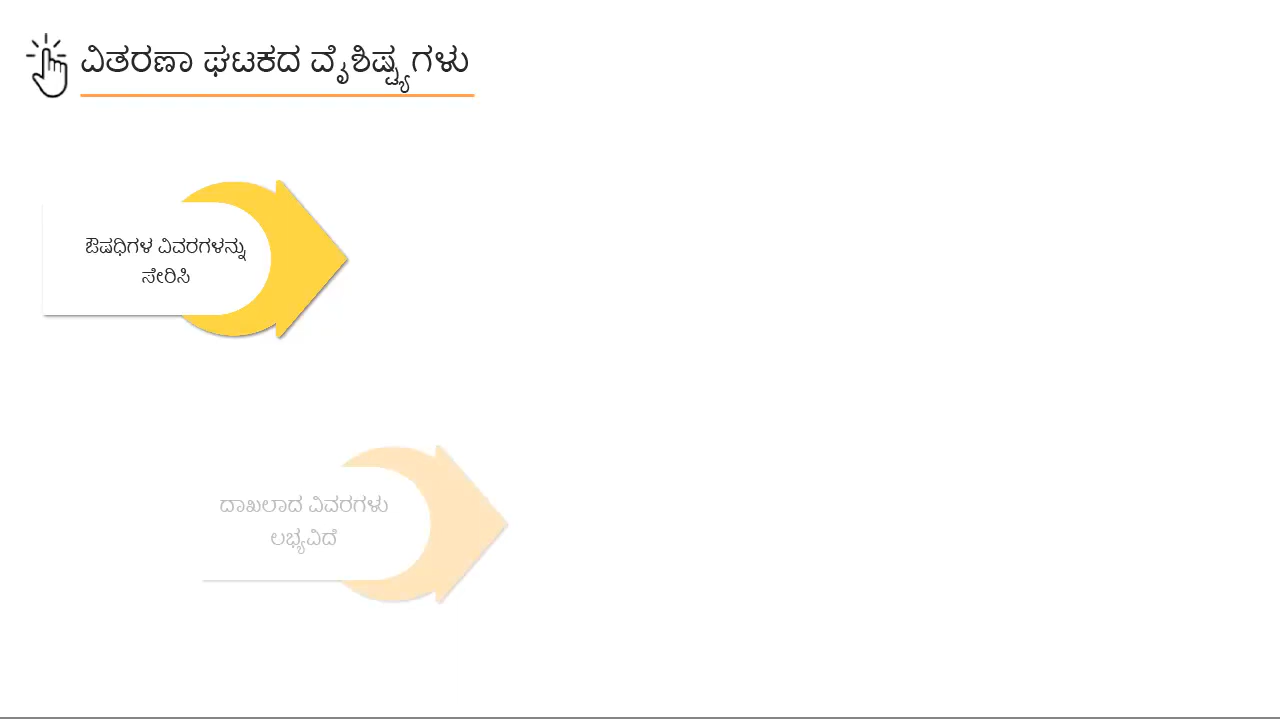 ವಿತರಣಾ ಘಟಕದ ವೈಶಿಷ್ಟ್ಯಗಳು
ಔಷಧಿಗಳ ವಿವರಗಳನ್ನು
ಸೇರಿಸಿ
ದಾಖಲಾದ ವಿವರಗಳು
ಲಭ್ಯವಿದೆ